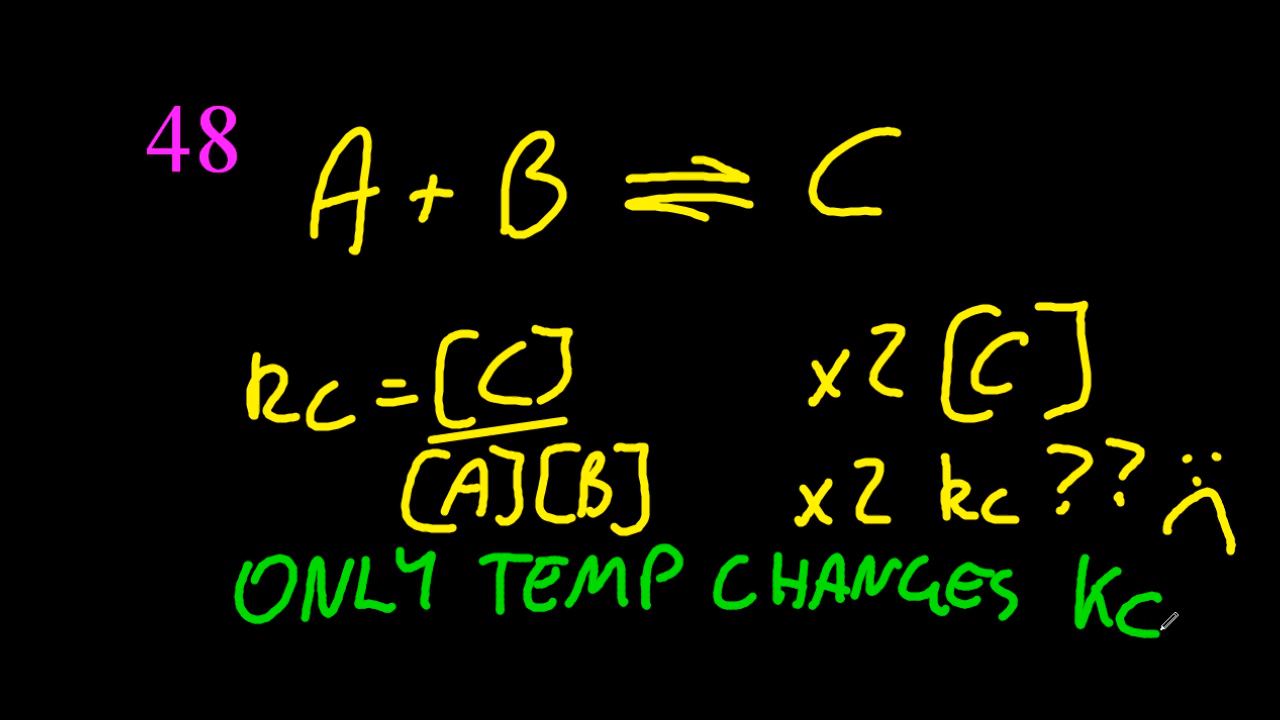 48
A + B ⇌ C
Kc = [C]
[A][B]
x2 [C]
x2 Kc ??
ONLY TEMP CHANGES Kc